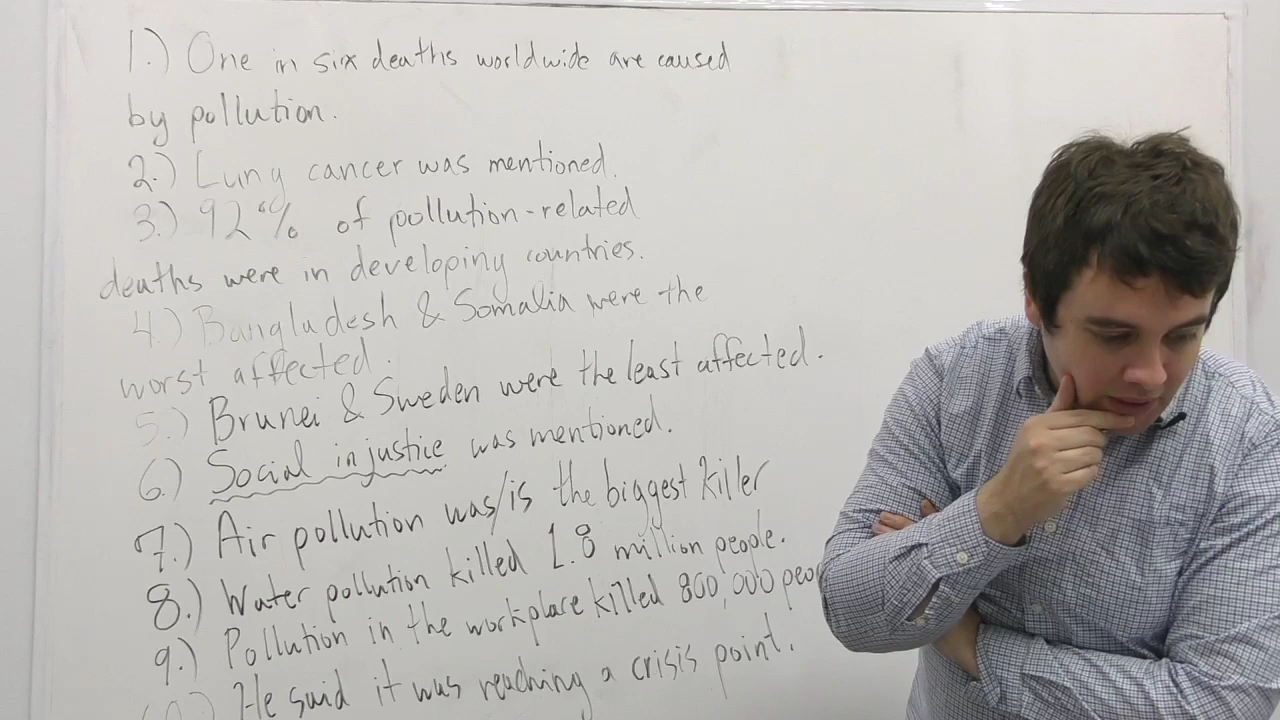 1.) One in six deaths worldwide are caused
by pollution.
2.) Lung cancer was mentioned.
3.) 92% of pollution-related
deaths were in developing countries.
4.) Bangladesh & Somalia were the
worst affected.
5.) Brunei & Sweden were the least affected.
6.) Social injustice was mentioned.
7.) Air pollution was/is the biggest killer
8.) Water pollution killed 1.8 million people.
9.) Pollution in the workplace killed 800,000 peo
10.) He said it was reaching a crisis point.